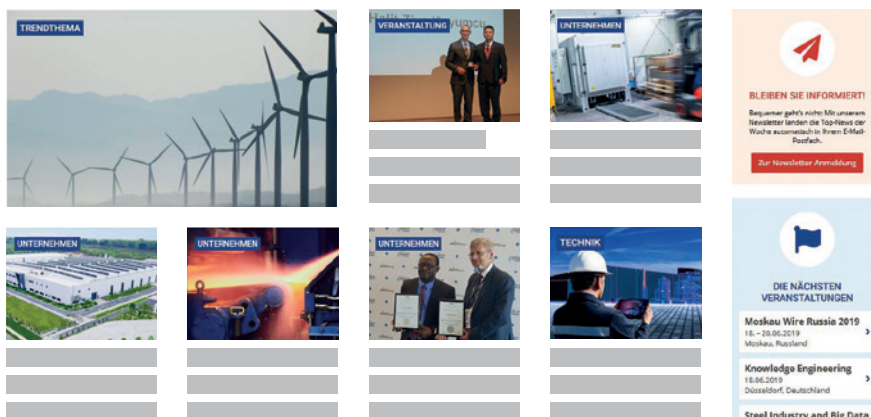 TRENDTHEMA
VERANSTALTUNG
UNTERNEHMEN
UNTERNEHMEN
UNTERNEHMEN
UNTERNEHMEN
TECHNIK
BLEIBEN SIE INFORMIERT!
Bequemer geht's nicht: Mit unserem
Newsletter landen die Top-News der
Woche automatisch in Ihrem E-Mail-
Postfach.
Zur Newsletter Anmeldung
DIE NÄCHSTEN
VERANSTALTUNGEN
Moskau Wire Russia 2019
18. – 20.06.2019
Moskau, Russland
Knowledge Engineering
18.06.2019
Düsseldorf, Deutschland
Steel Industry and Big Data